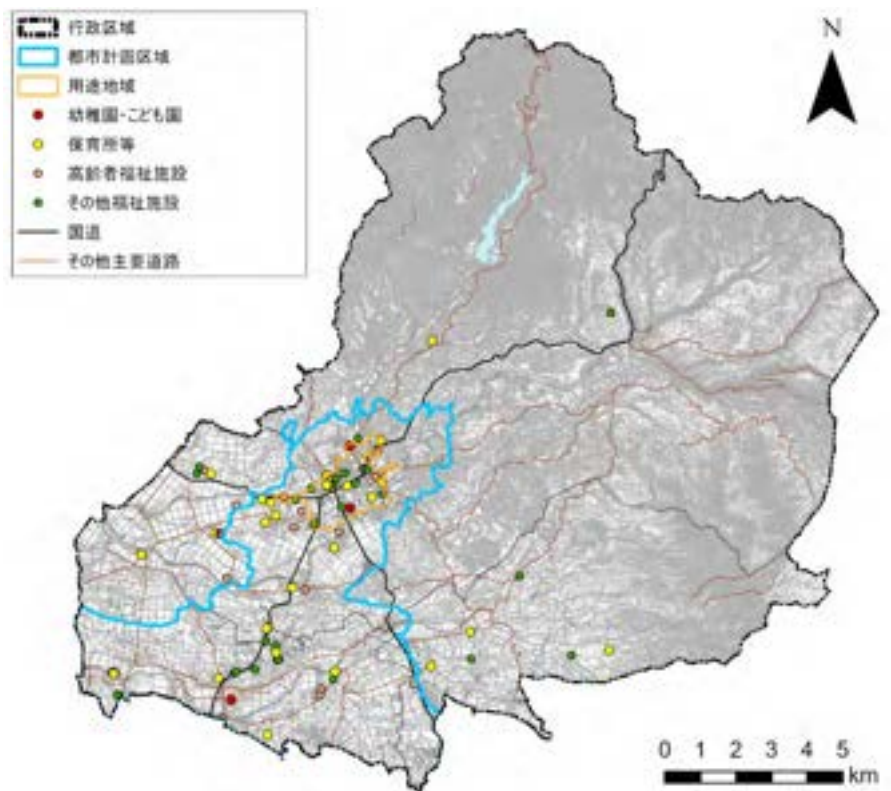 行政区域
都市計画区域
用途地域
幼稚園・こども園
保育所等
高齢者福祉施設
その他福祉施設
国道
その他主要道路
N
0 1 2 3 4 5
km